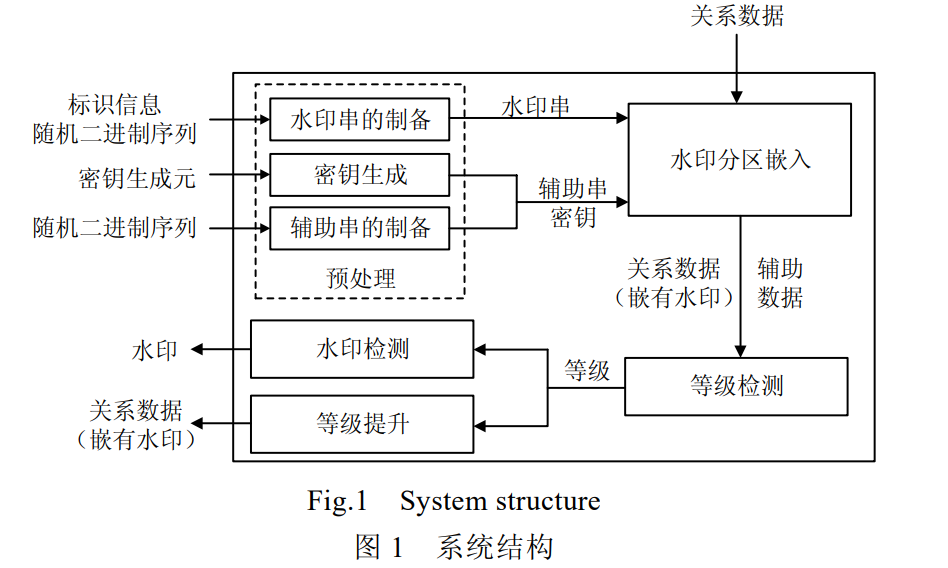 关系数据
标识信息
随机二进制序列
水印串的制备
水印串
水印分区嵌入
密钥生成元
密钥生成
辅助串
密钥
随机二进制序列
辅助串的制备
预处理
关系数据
（嵌有水印）
辅助
数据
水印
水印检测
等级
等级检测
关系数据
（嵌有水印）
等级提升
Fig.1 System structure
图 1 系统结构